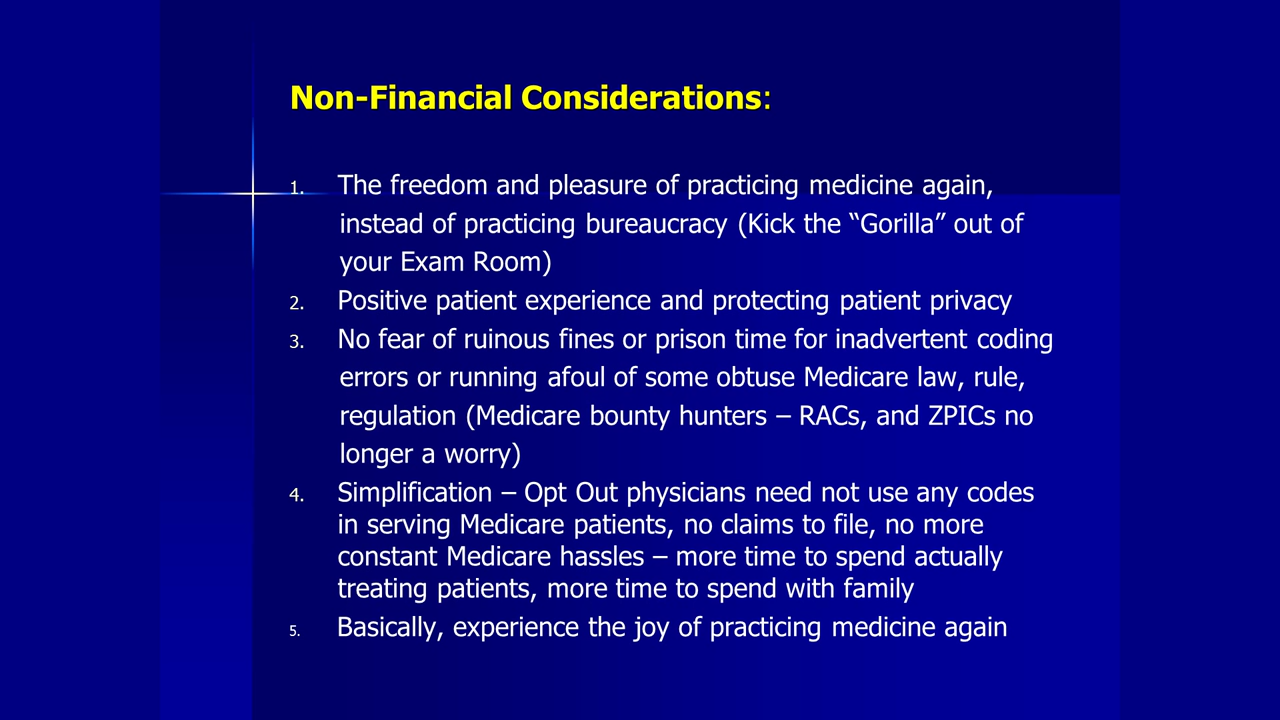 Non-Financial Considerations:
1. The freedom and pleasure of practicing medicine again,
instead of practicing bureaucracy (Kick the “Gorilla” out of
your Exam Room)
2. Positive patient experience and protecting patient privacy
3. No fear of ruinous fines or prison time for inadvertent coding
errors or running afoul of some obtuse Medicare law, rule,
regulation (Medicare bounty hunters – RACs, and ZPICs no
longer a worry)
4. Simplification – Opt Out physicians need not use any codes
in serving Medicare patients, no claims to file, no more
constant Medicare hassles – more time to spend actually
treating patients, more time to spend with family
5. Basically, experience the joy of practicing medicine again